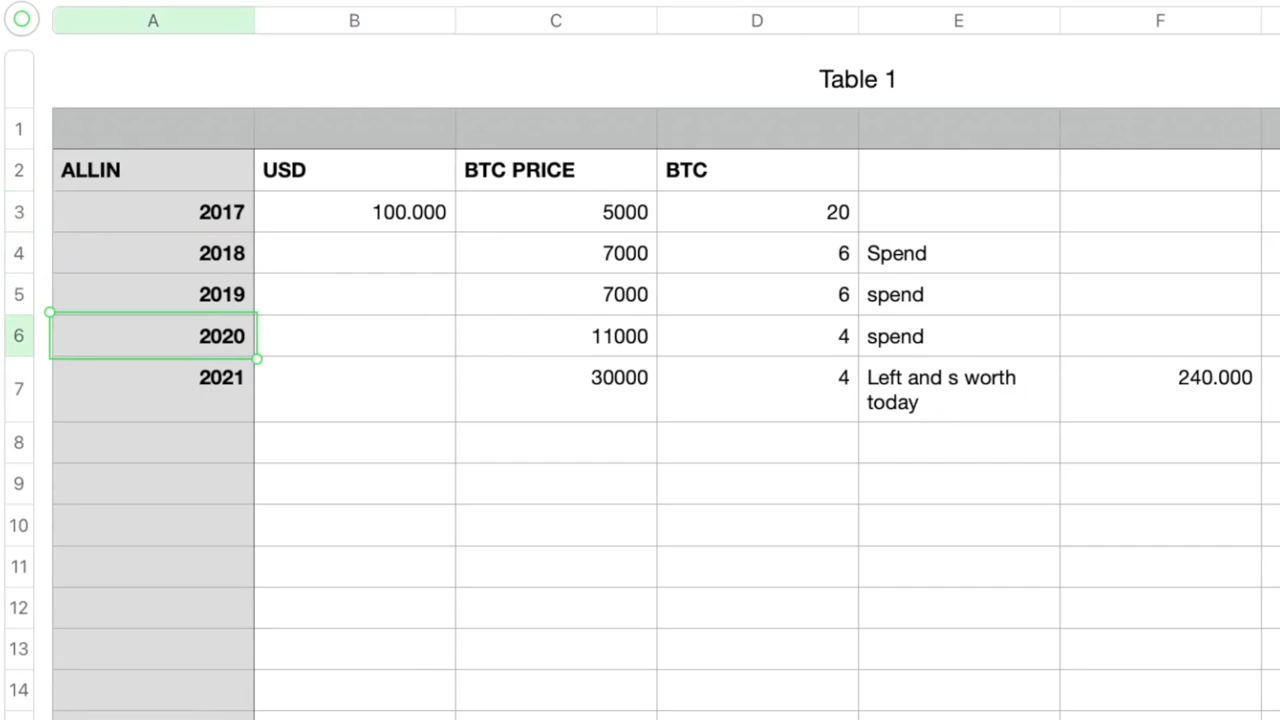 A B C D E F
Table 1
1
2 ALLIN USD BTC PRICE BTC
3 2017 100.000 5000 20
4 2018 7000 6 Spend
5 2019 7000 6 spend
6 2020 11000 4 spend
7 2021 30000 4 Left and s worth 240.000
today
8
9
10
11
12
13
14